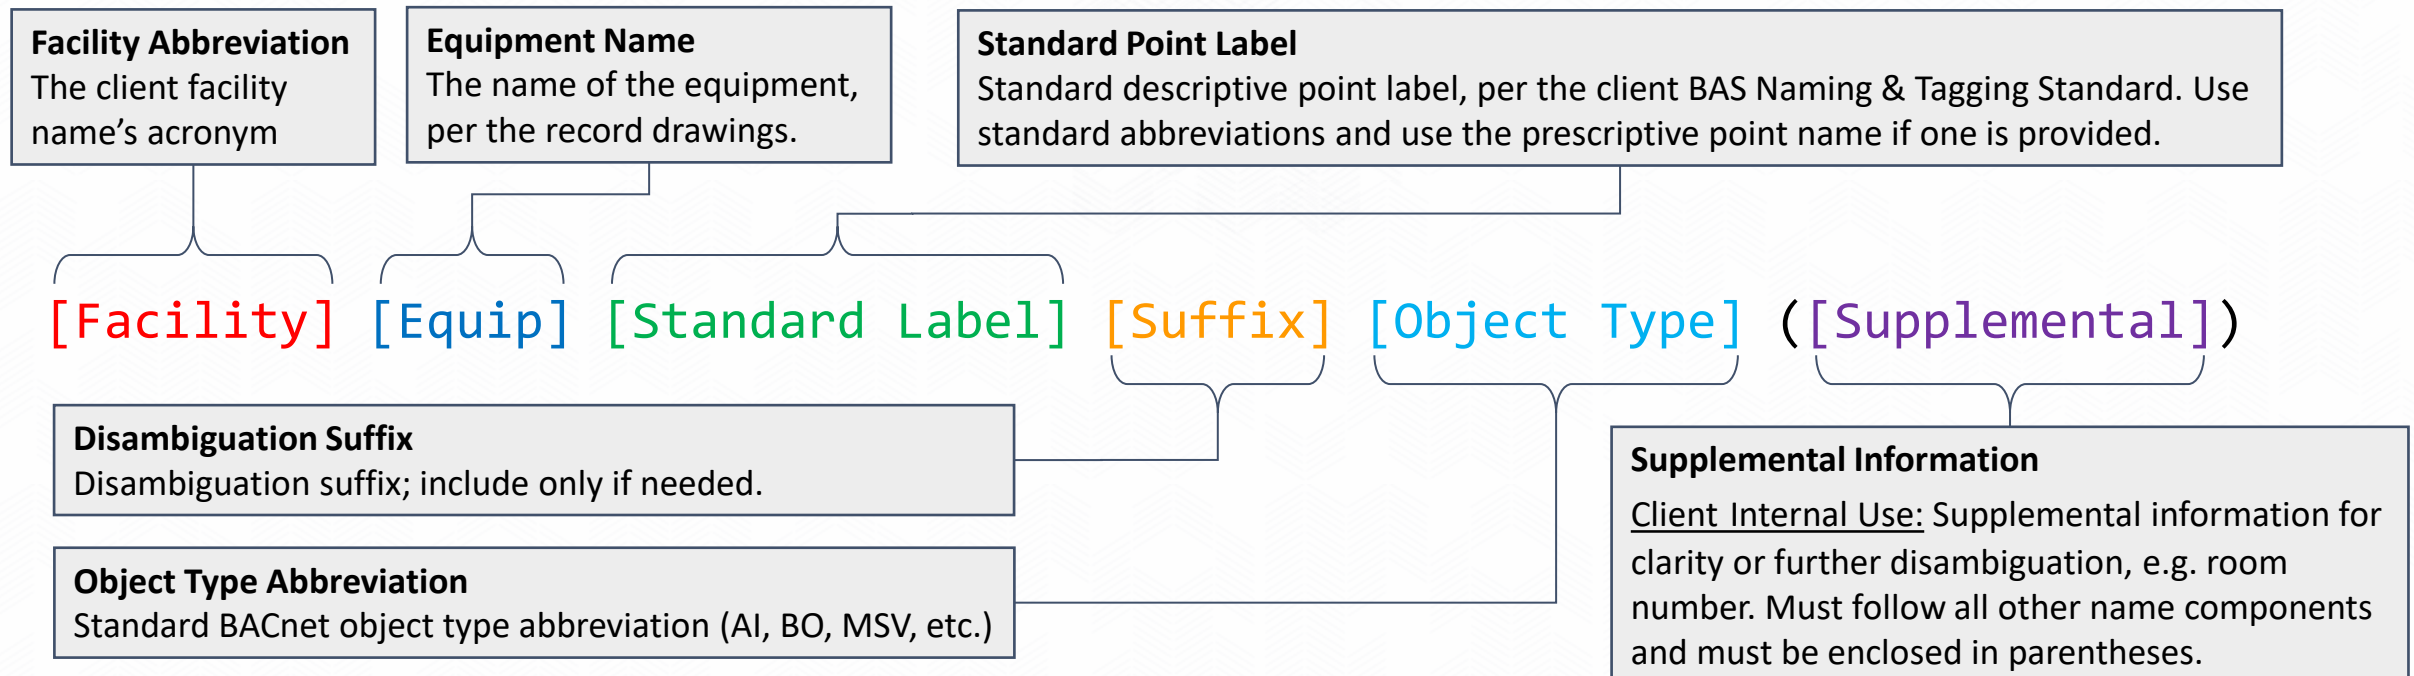 Facility Abbreviation
The client facility
name’s acronym
Equipment Name
The name of the equipment,
per the record drawings.
Standard Point Label
Standard descriptive point label, per the client BAS Naming & Tagging Standard. Use
standard abbreviations and use the prescriptive point name if one is provided.
[Facility] [Equip] [Standard Label] [Suffix] [Object Type] ([Supplemental])
Disambiguation Suffix
Disambiguation suffix; include only if needed.
Object Type Abbreviation
Standard BACnet object type abbreviation (AI, BO, MSV, etc.)
Supplemental Information
Client Internal Use: Supplemental information for
clarity or further disambiguation, e.g. room
number. Must follow all other name components
and must be enclosed in parentheses.